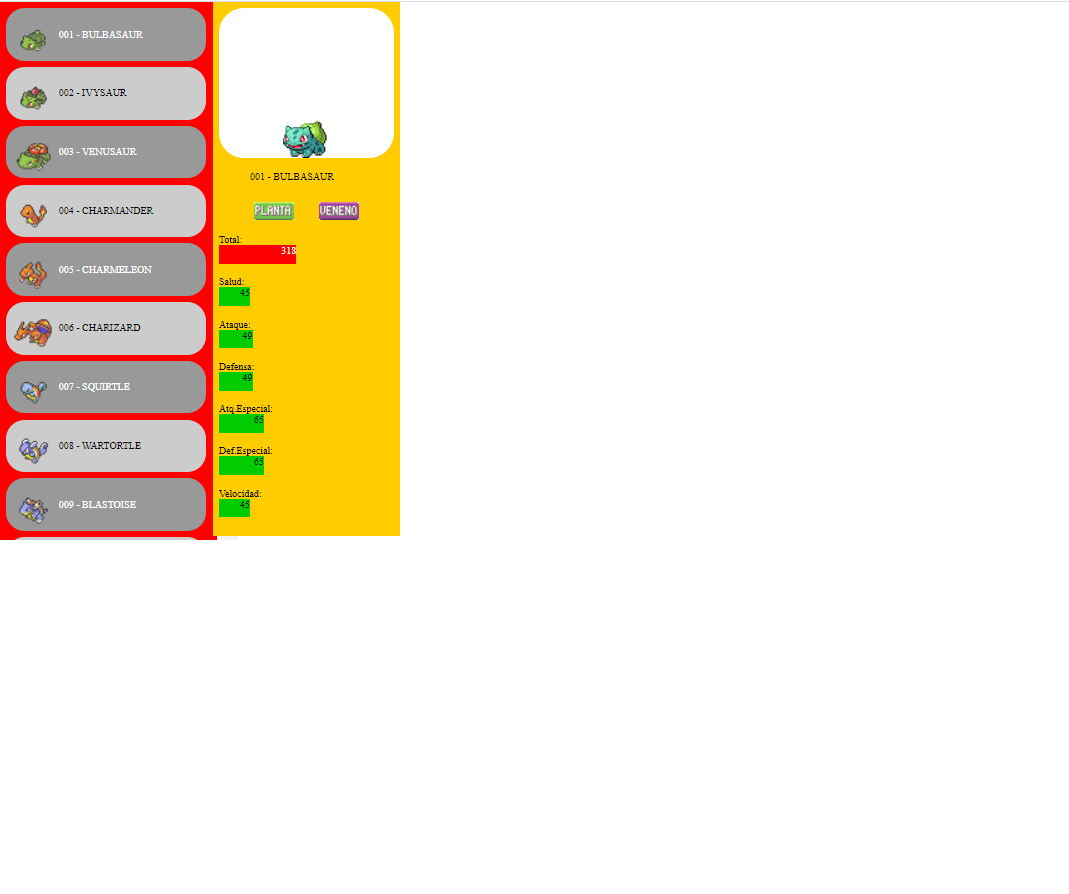 001 - BULBASAUR
002 - IVYSAUR
003 - VENUSAUR
004 - CHARMANDER
005 - CHARMELEON
006 - CHARIZARD
007 - SQUIRTLE
008 - WARTORTLE
009 - BLASTOISE
001 - BULBASAUR
PLANTA VENENO
Total:
318
Salud:
45
Ataque:
49
Defensa:
49
Atq.Especial:
65
Def.Especial:
65
Velocidad:
45